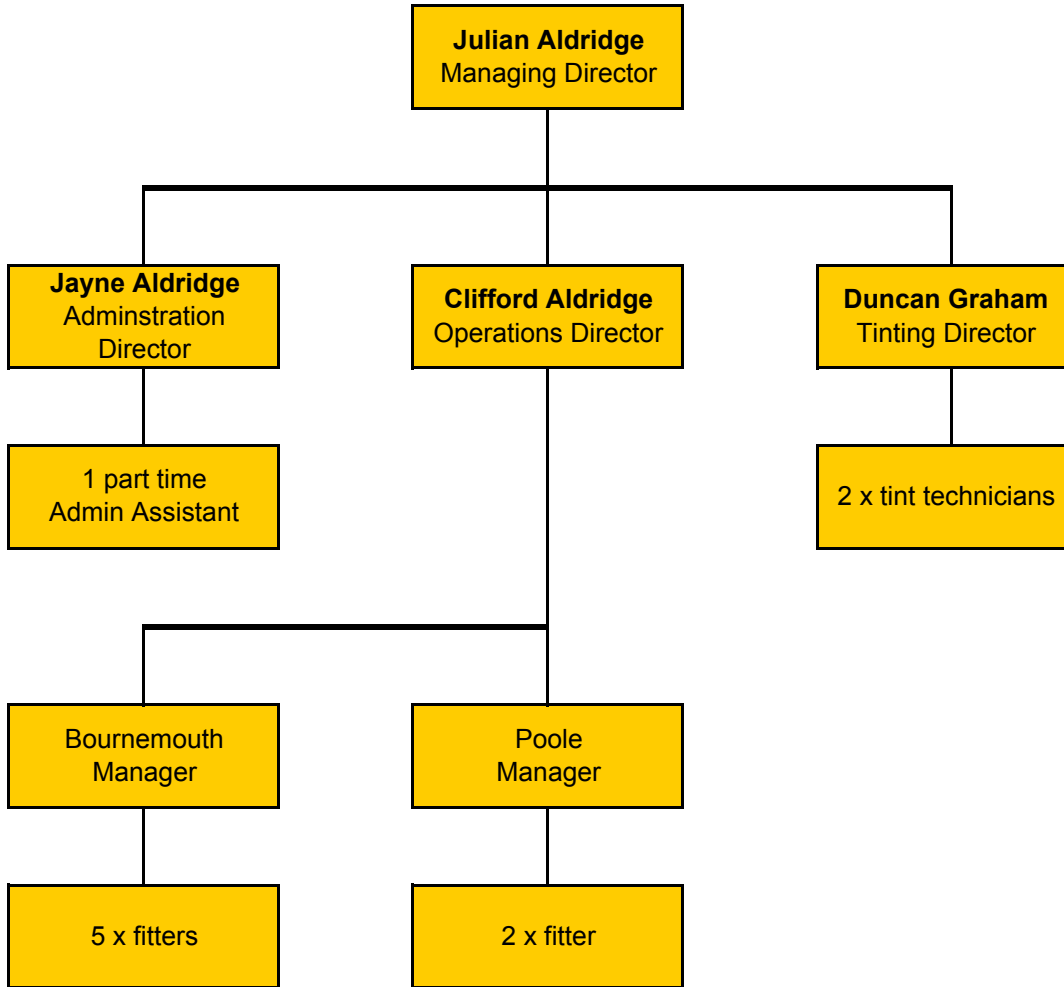 Julian Aldridge
Managing Director
Jayne Aldridge
Adminstration
Director
Clifford Aldridge
Operations Director
Duncan Graham
Tinting Director
1 part time
Admin Assistant
2 x tint technicians
Bournemouth
Manager
Poole
Manager
5 x fitters
2 x fitter